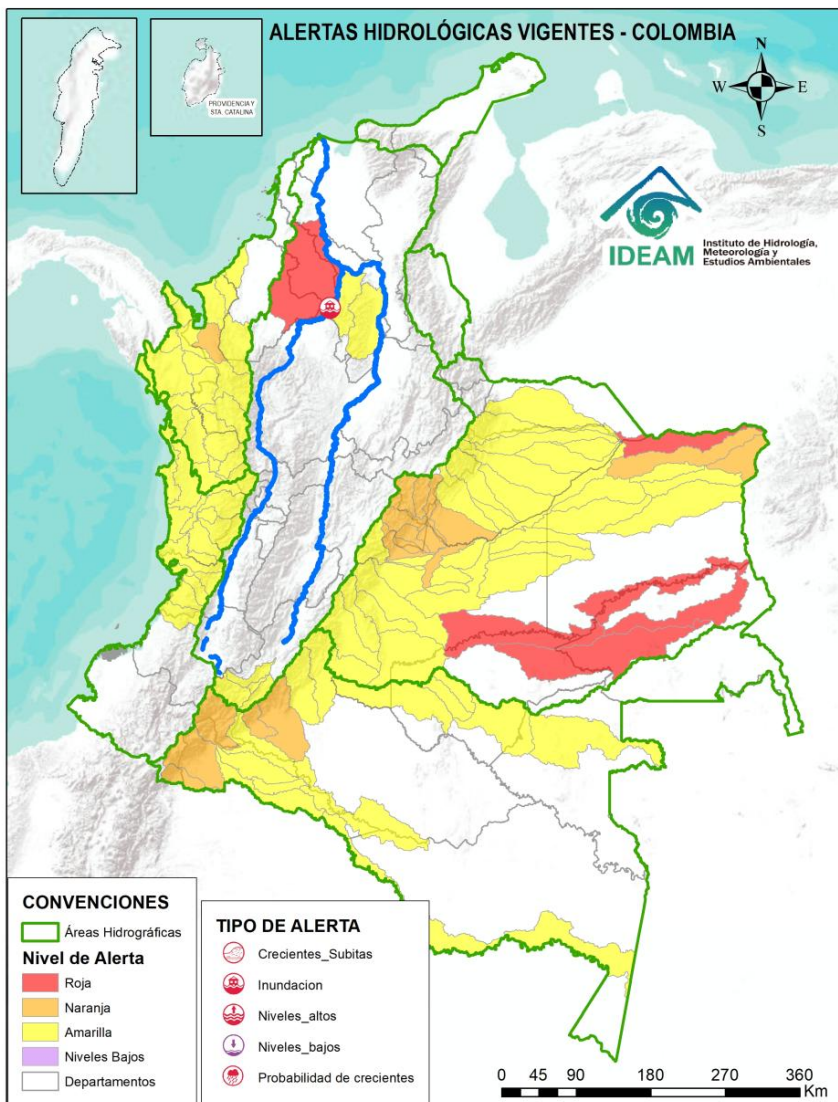 ALERTAS HIDROLÓGICAS VIGENTES - COLOMBIA
PROVIDENCIA Y
STA. CATALINA
N
W E
S
IDEAM
Instituto de Hidrología,
Meteorología y
Estudios Ambientales
CONVENCIONES
Áreas Hidrográficas
Nivel de Alerta
Roja
Naranja
Amarilla
Niveles Bajos
Departamentos
TIPO DE ALERTA
Crecientes_Subitas
Inundacion
Niveles_altos
Niveles_bajos
Probabilidad de crecientes
0 45 90 180 270 360
Km